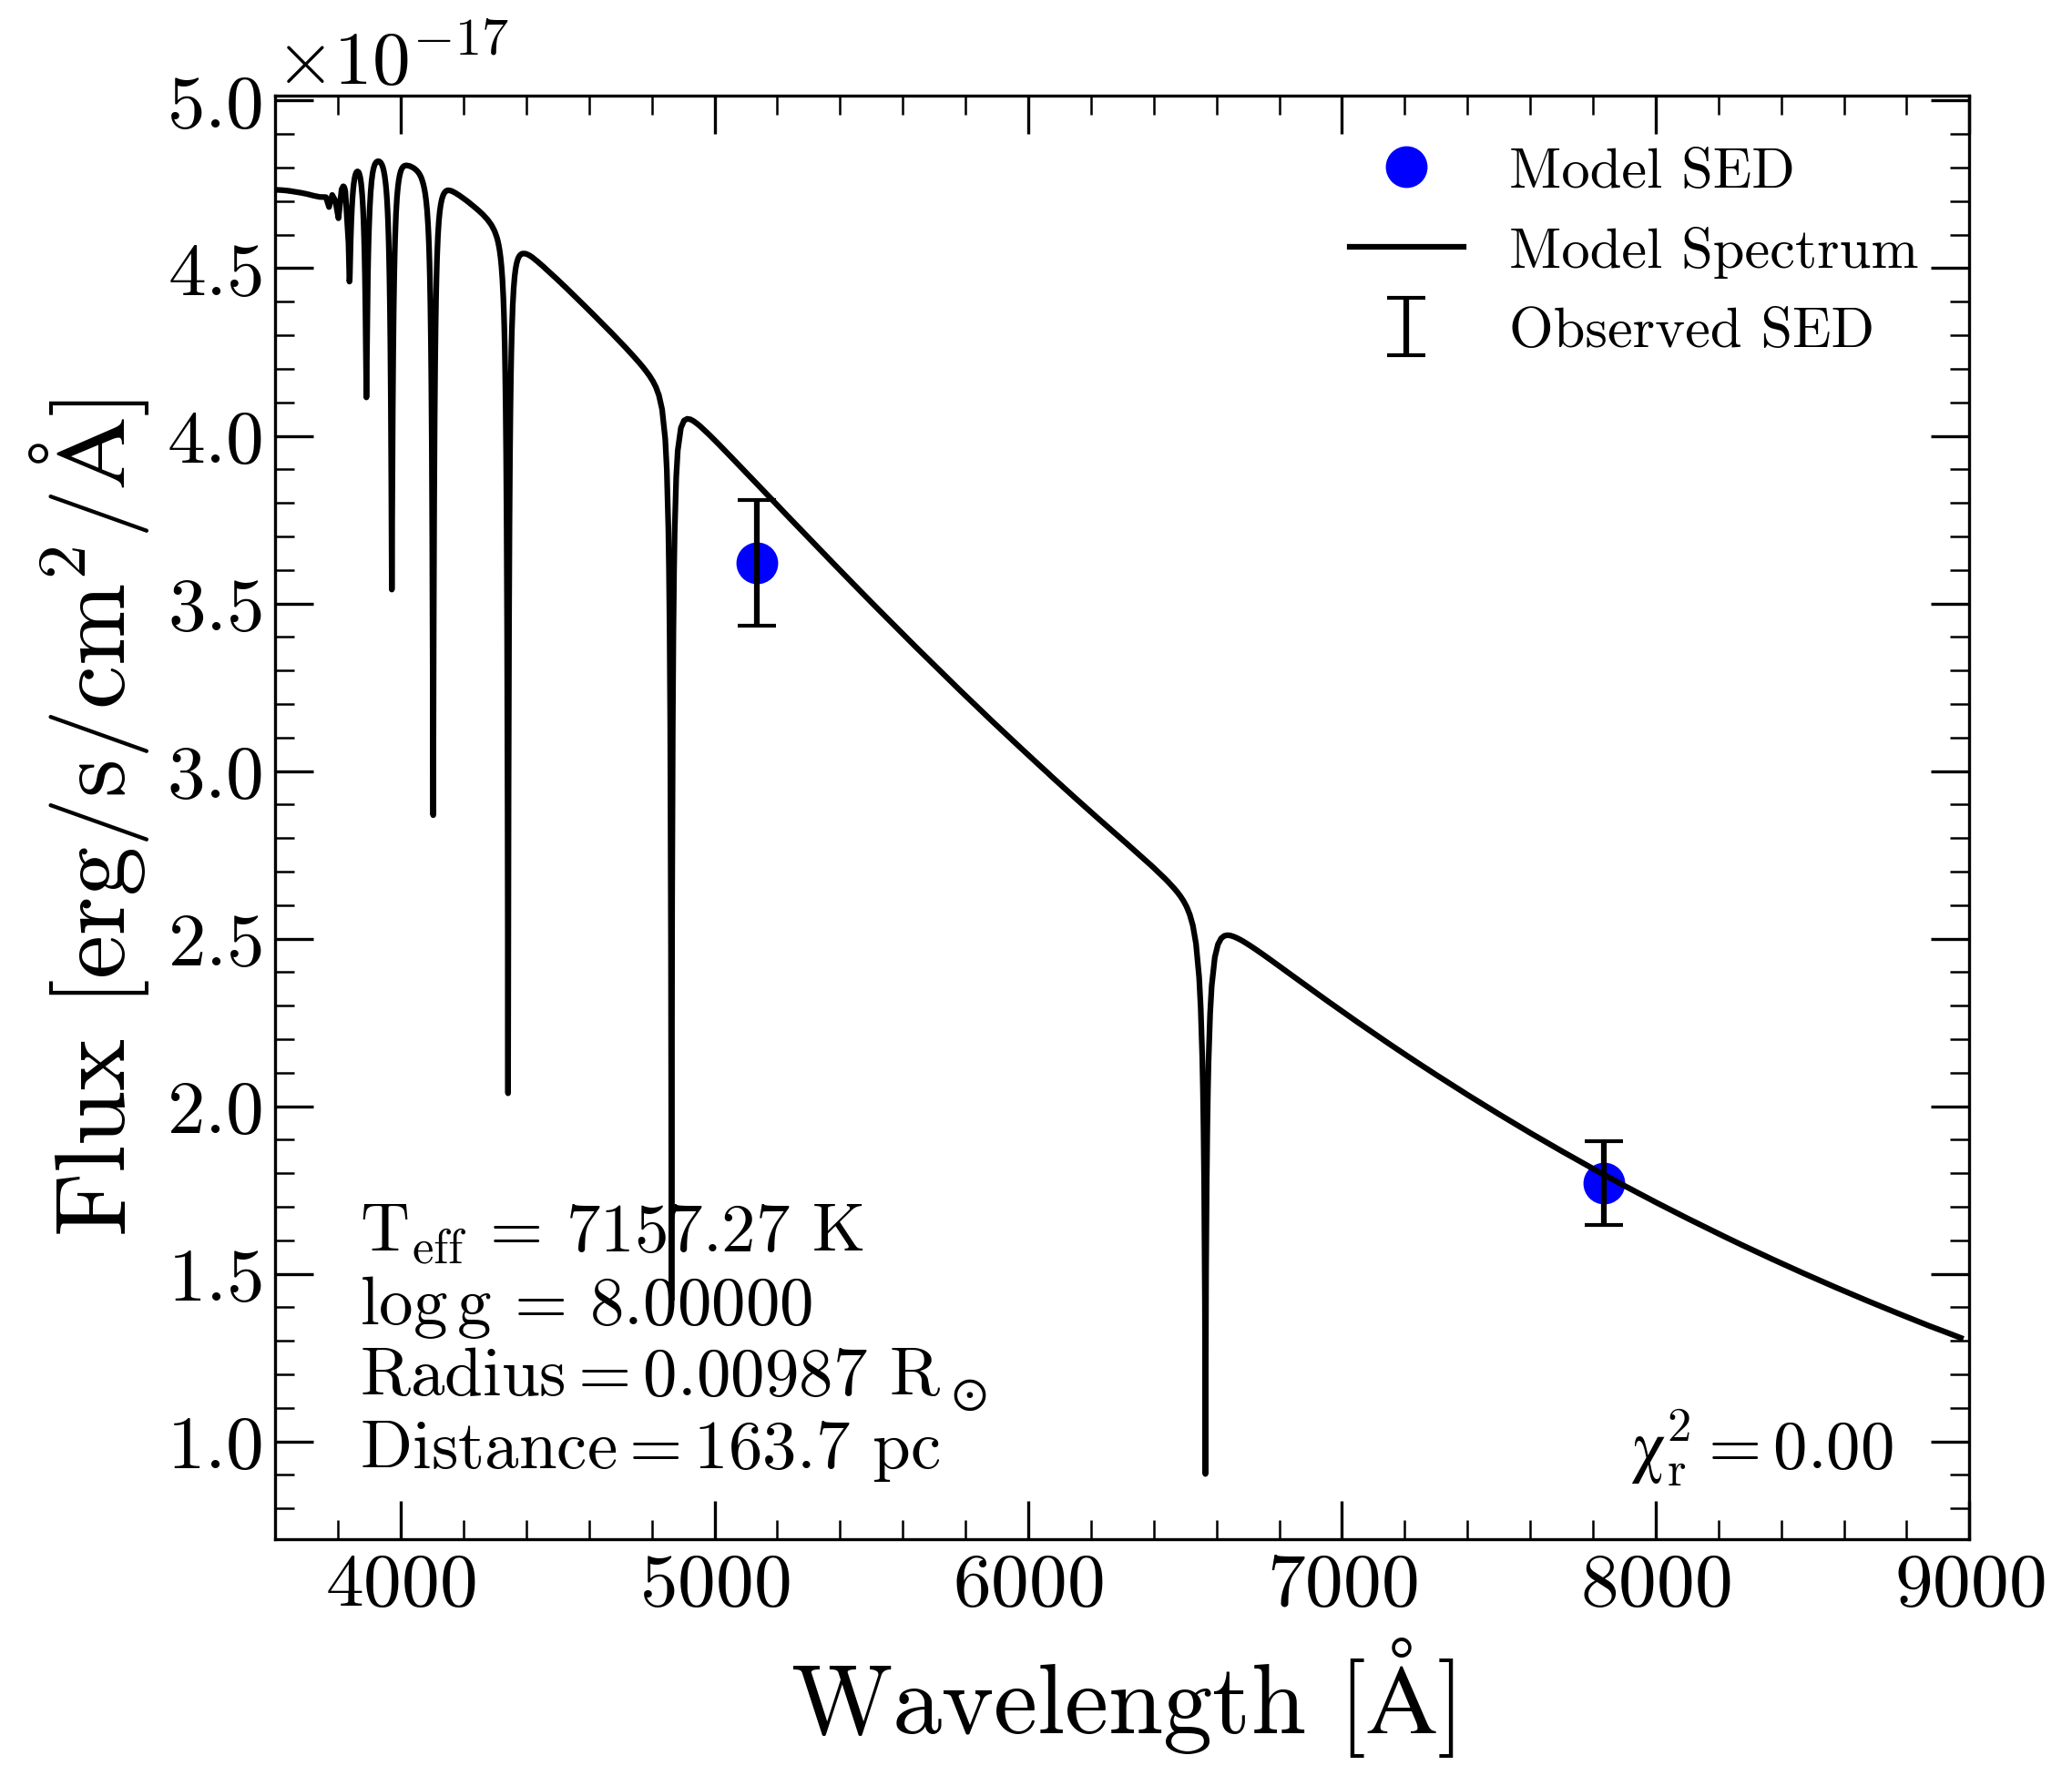 ×10⁻¹⁷
5.0
4.5
4.0
3.5
3.0
2.5
2.0
1.5
1.0
Flux [erg/s/cm²/Å]
Model SED
Model Spectrum
Observed SED
T_eff = 7157.27 K
log g = 8.00000
Radius = 0.00987 R_⊙
Distance = 163.7 pc
χ_r² = 0.00
4000 5000 6000 7000 8000 9000
Wavelength [Å]